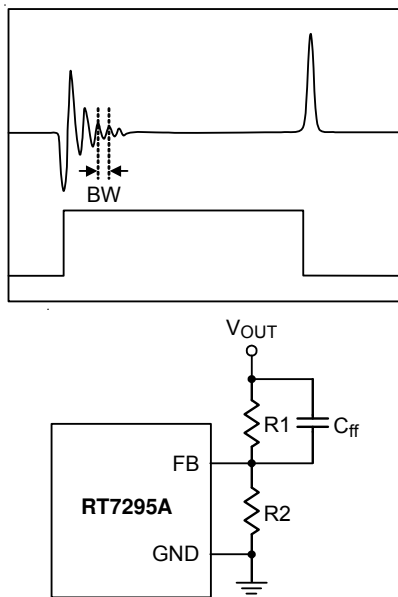 BW
VOUT
R1
Cff
FB
RT7295A
R2
GND